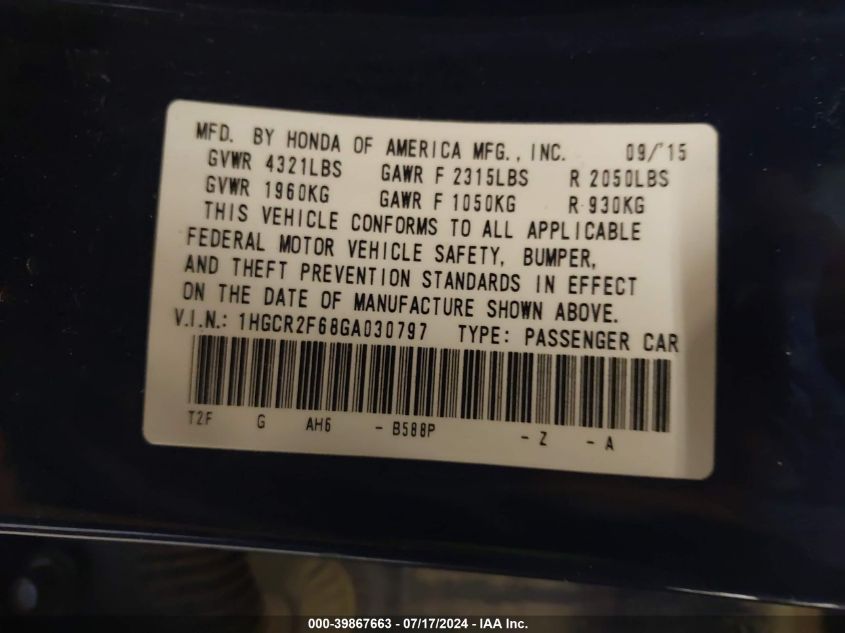 MFD. BY HONDA OF AMERICA MFG., INC. 09/'15
GVWR 4321LBS GAWR F 2315LBS R 2050LBS
GVWR 1960KG GAWR F 1050KG R 930KG
THIS VEHICLE CONFORMS TO ALL APPLICABLE
FEDERAL MOTOR VEHICLE SAFETY, BUMPER,
AND THEFT PREVENTION STANDARDS IN EFFECT
ON THE DATE OF MANUFACTURE SHOWN ABOVE.
V.I.N.: 1HGCR2F68GA030797 TYPE: PASSENGER CAR
T2F G AH6 - B588P - Z - A
000-39867663 / 07/17/2024 - IAA Inc.